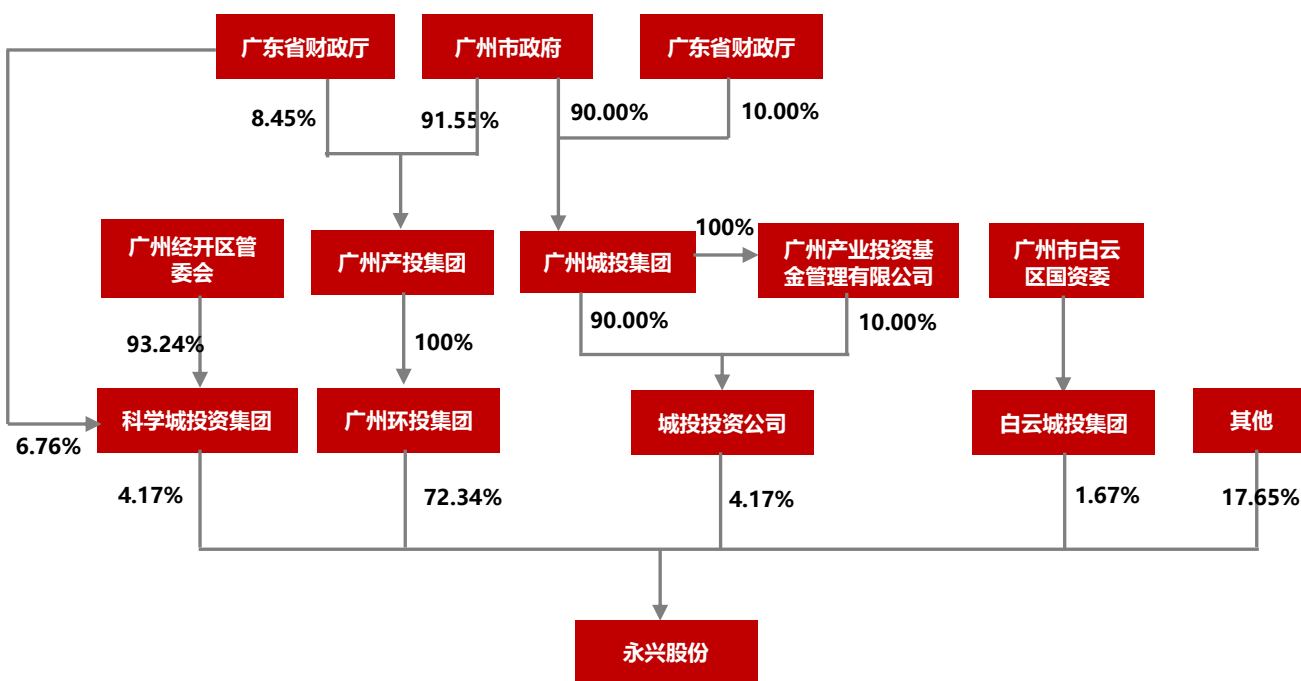 广东省财政厅
广州市政府
广东省财政厅
8.45%
91.55%
90.00%
10.00%
广州经开区管
委会
广州产投集团
广州城投集团
100%
广州产业投资基
金管理有限公司
广州市白云
区国资委
93.24%
100%
90.00%
10.00%
科学城投资集团
广州环投集团
城投投资公司
白云城投集团
其他
6.76%
4.17%
72.34%
4.17%
1.67%
17.65%
永兴股份